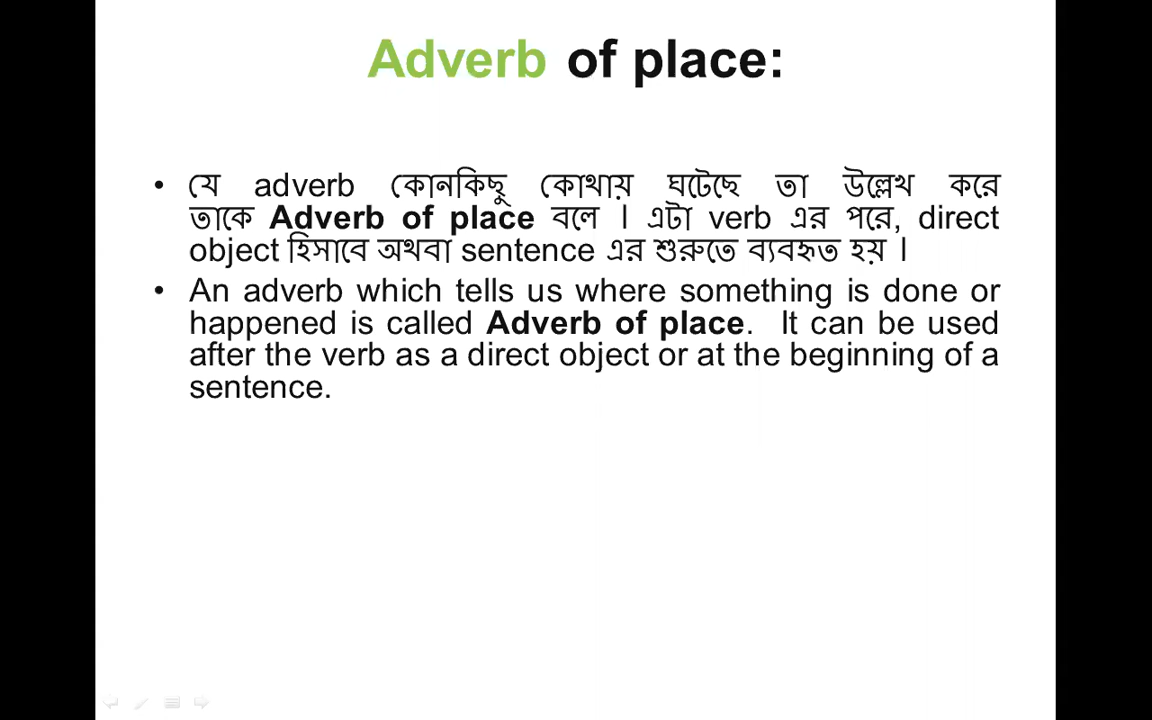 Adverb of place:
• যে adverb কোনকিছু কোথায় ঘটেছে তা উল্লেখ করে
তাকে Adverb of place বলে । এটা verb এর পরে, direct
object হিসাবে অথবা sentence এর শুরুতে ব্যবহৃত হয় ।
• An adverb which tells us where something is done or
happened is called Adverb of place. It can be used
after the verb as a direct object or at the beginning of a
sentence.